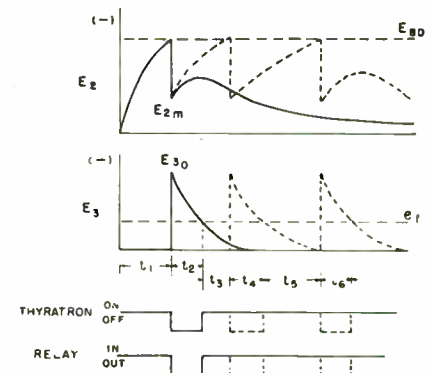 (−)
E₈₀
E₂
E₂ₘ
(−)
E₃₀
E₃
e₁
t₁ t₂ t₃ t₄ t₅ t₆
THYRATRON ON
OFF
RELAY IN
OUT